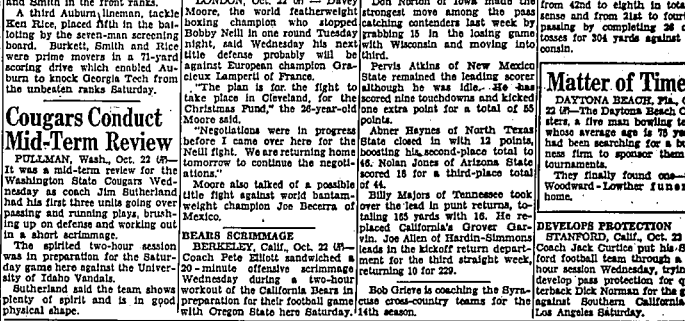 and Smith in the front ranks.
A third Auburn lineman, tackle
Ken Rice, placed fifth in the bal-
loting by the seven-man screening
board. Burkett, Smith and Rice
were prime movers in a 71-yard
scoring drive which enabled Au-
burn to knock Georgia Tech from
the unbeaten ranks Saturday.
Cougars Conduct
Mid-Term Review
PULLMAN, Wash., Oct. 22 (AP)—
It was a mid-term review for the
Washington State Cougars Wed-
nesday as coach Jim Sutherland
had his first three units going over
passing and running plays, brush-
ing up on defense and working out
in a short scrimmage.
The spirited two-hour session
was in preparation for the Satur-
day game here against the Univer-
sity of Idaho Vandals.
Sutherland said the team shows
plenty of spirit and is in good
physical shape.
LONDON, Oct. 22 (AP) — Davey
Moore, the world featherweight
boxing champion who stopped
Bobby Neill in one round Tuesday
night, said Wednesday his next
title defense probably will be
against European champion Gra-
cieux Lamperti of France.
"The plan is for the fight to
take place in Cleveland, for the
Christmas Fund," the 26-year-old
Moore said.
"Negotiations were in progress
before I came over here for the
Neill fight. We are returning home
tomorrow to continue the negoti-
ations."
Moore also talked of a possible
title fight against world bantam-
weight champion Joe Becerra of
Mexico.
BEARS SCRIMMAGE
BERKELEY, Calif., Oct. 22 (AP)—
Coach Pete Elliott sandwiched a
20-minute offensive scrimmage
Wednesday during a two-hour
workout of the California Bears in
preparation for their football game
with Oregon State here Saturday.
Don Norton of Iowa made the
strongest move among the pass
catching contenders last week by
grabbing 15 in the losing game
with Wisconsin and moving into
third.
Pervis Atkins of New Mexico
State remained the leading scorer
although he was idle. He has
scored nine touchdowns and kicked
one extra point for a total of 55
points.
Abner Haynes of North Texas
State closed in with 12 points,
boosting his second-place total to
46. Nolan Jones of Arizona State
scored 18 for a third-place total
of 44.
Billy Majors of Tennessee took
over the lead in punt returns, to-
taling 165 yards with 16. He re-
placed California's Grover Gar-
vin. Joe Allen of Hardin-Simmons
leads in the kickoff return depart-
ment for the third straight week,
returning 10 for 229.
Bob Grieve is coaching the Syra-
cuse cross-country teams for the
14th season.
from 42nd to eighth in tota
sense and from 21st to four
passing by completing 26 o
tosses for 304 yards against
consin.
Matter of Time
DAYTONA BEACH, Fla., O
22 (AP)—The Daytona Beach
sters, a five man bowling te
whose average age is 75
had been searching for a bu
ness firm to sponsor them
tournaments.
They finally found one—
Woodward-Lowther funer
home.
DEVELOPS PROTECTION
STANFORD, Calif., Oct. 22
Coach Jack Curtice put his S
ford football team through a
hour session Wednesday, tryin
develop pass protection for q
terback Dick Norman for the g
against Southern California
Los Angeles Saturday.